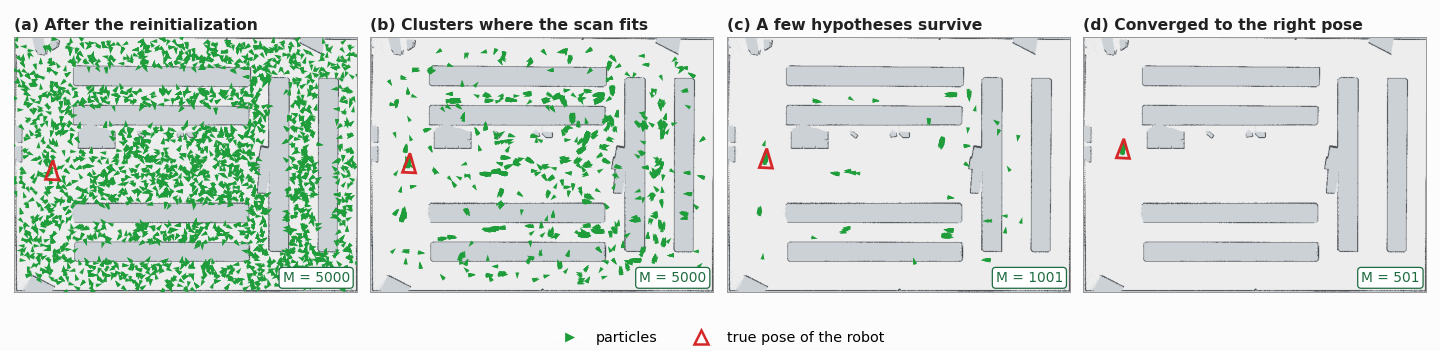 (a) After the reinitialization
(b) Clusters where the scan fits
(c) A few hypotheses survive
(d) Converged to the right pose
M = 5000
M = 5000
M = 1001
M = 501
particles
true pose of the robot